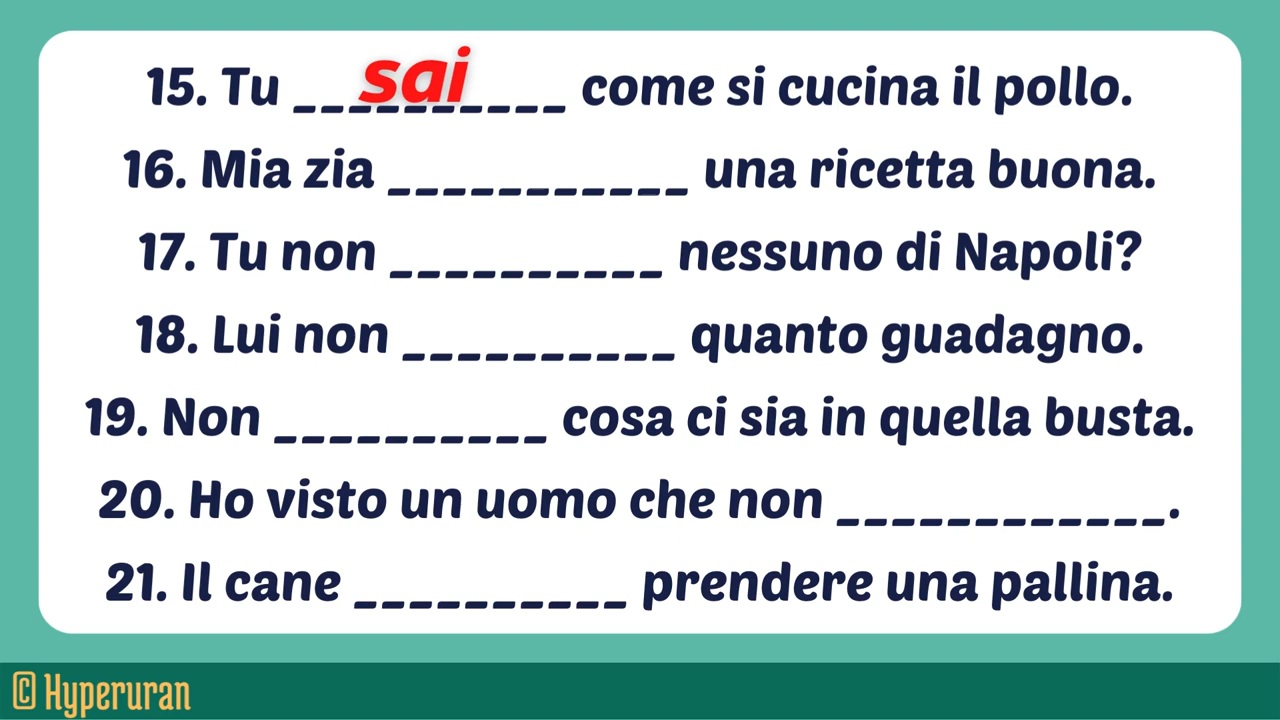 15. Tu __________ sai come si cucina il pollo.
16. Mia zia ___________ una ricetta buona.
17. Tu non __________ nessuno di Napoli?
18. Lui non __________ quanto guadagno.
19. Non __________ cosa ci sia in quella busta.
20. Ho visto un uomo che non ____________.
21. Il cane __________ prendere una pallina.
© Hyperuran